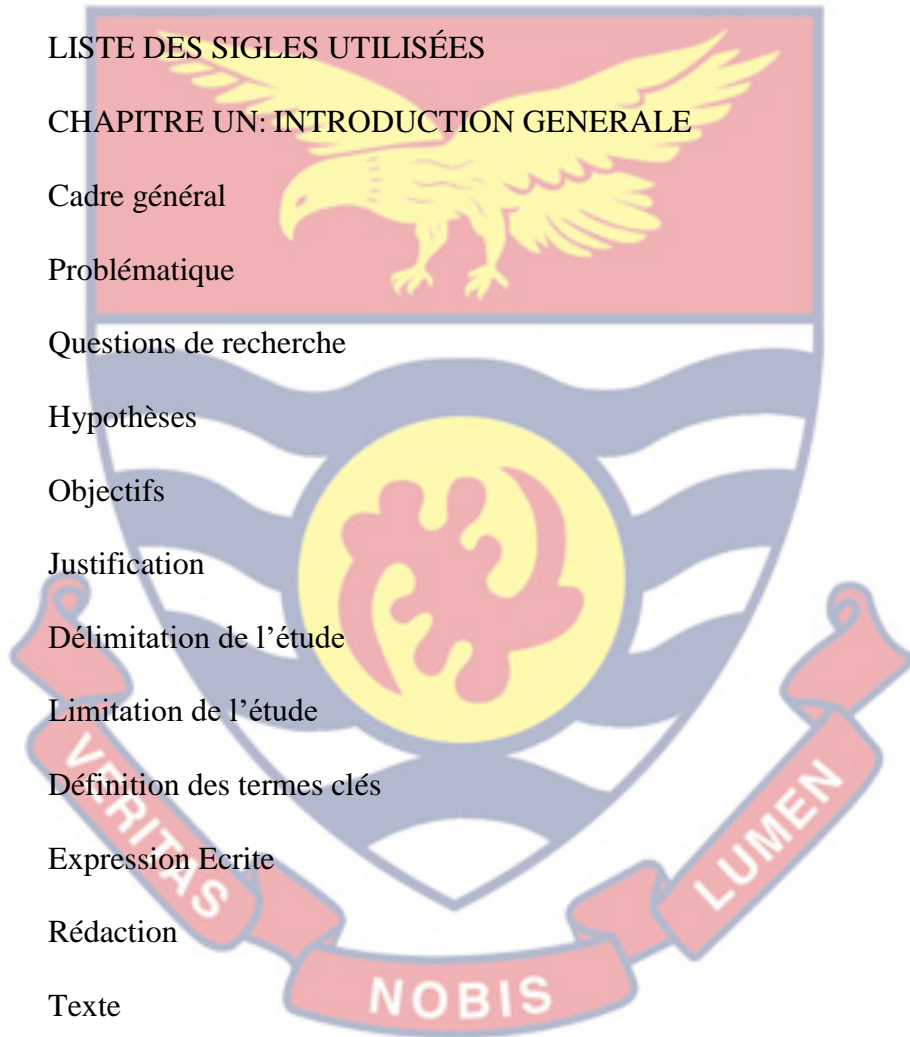 LISTE DES SIGLES UTILISÉES
CHAPITRE UN: INTRODUCTION GENERALE
Cadre général
Problématique
Questions de recherche
Hypothèses
Objectifs
Justification
Délimitation de l’étude
Limitation de l’étude
Définition des termes clés
Expression Ecrite
Rédaction
Texte
VERITAS
NOBIS
LUMEN